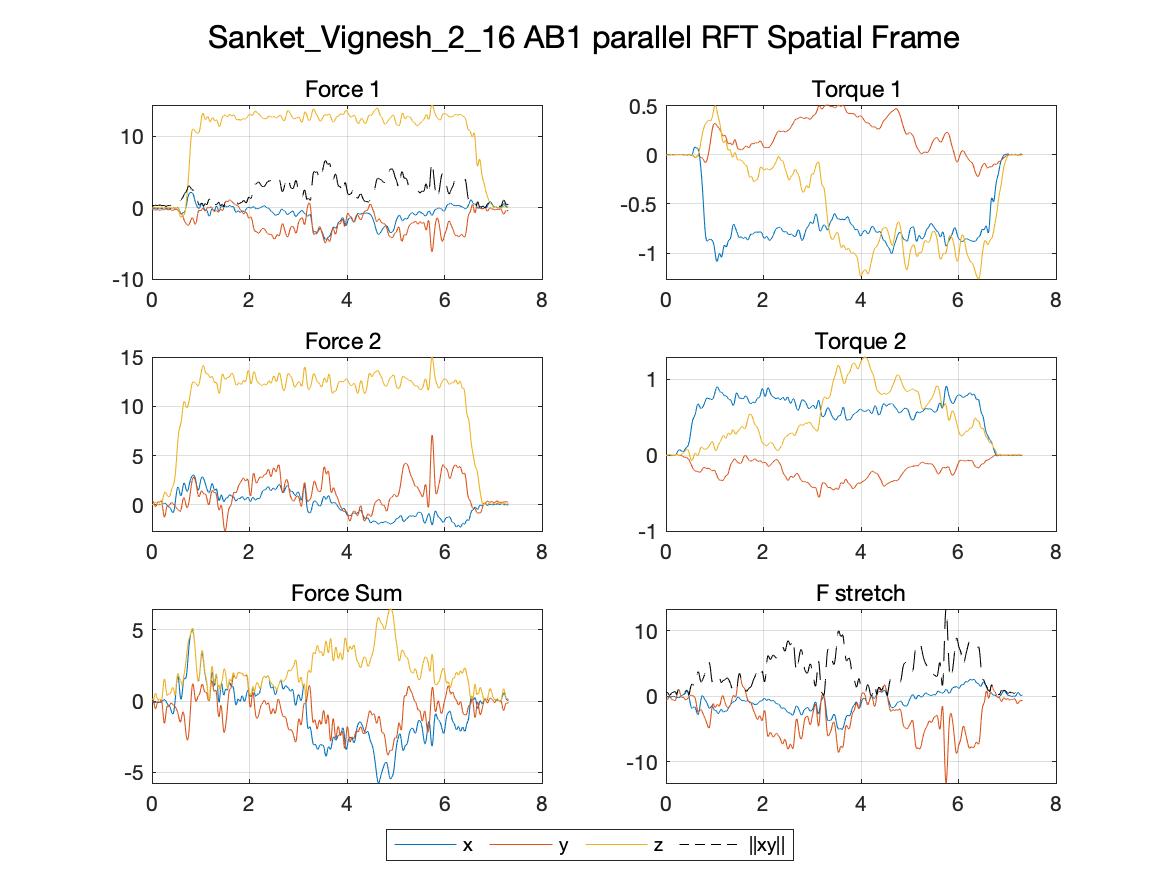 Sanket_Vignesh_2_16 AB1 parallel RFT Spatial Frame
Force 1
10
0
-10
0 2 4 6 8
Torque 1
0.5
0
-0.5
-1
0 2 4 6 8
Force 2
15
10
5
0
0 2 4 6 8
Torque 2
1
0
-1
0 2 4 6 8
Force Sum
5
0
-5
0 2 4 6 8
F stretch
10
0
-10
0 2 4 6 8
x y z ||xy||